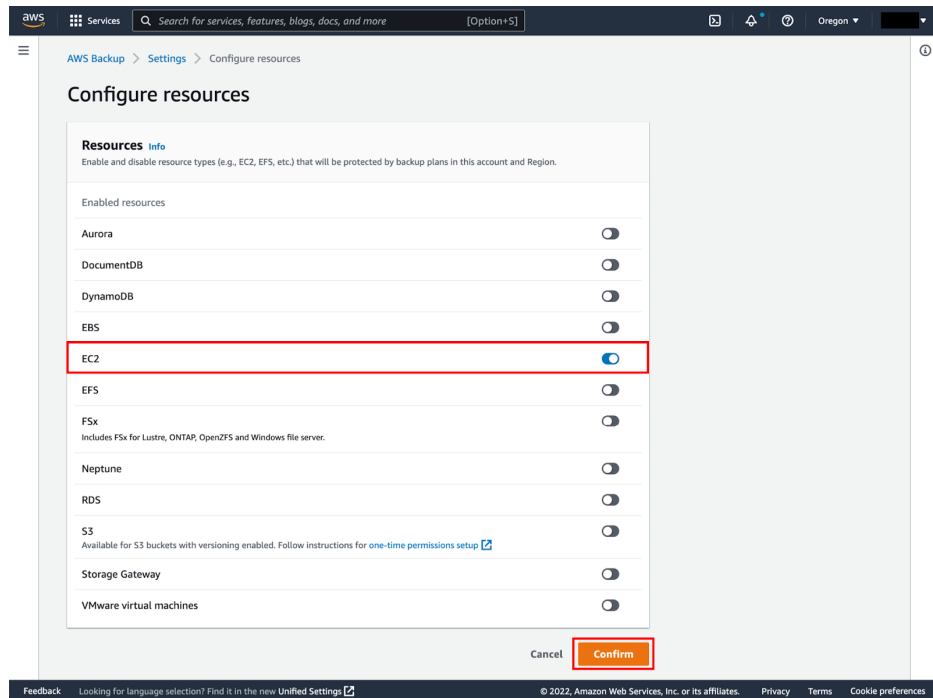 aws Services Search for services, features, blogs, docs, and more [Option+S] Oregon
AWS Backup > Settings > Configure resources
Configure resources
Resources Info
Enable and disable resource types (e.g., EC2, EFS, etc.) that will be protected by backup plans in this account and Region.
Enabled resources
Aurora
DocumentDB
DynamoDB
EBS
EC2
EFS
FSx
Includes FSx for Lustre, ONTAP, OpenZFS and Windows file server.
Neptune
RDS
S3
Available for S3 buckets with versioning enabled. Follow instructions for one-time permissions setup
Storage Gateway
VMware virtual machines
Cancel Confirm
Feedback Looking for language selection? Find it in the new Unified Settings © 2022, Amazon Web Services, Inc. or its affiliates. Privacy Terms Cookie preferences